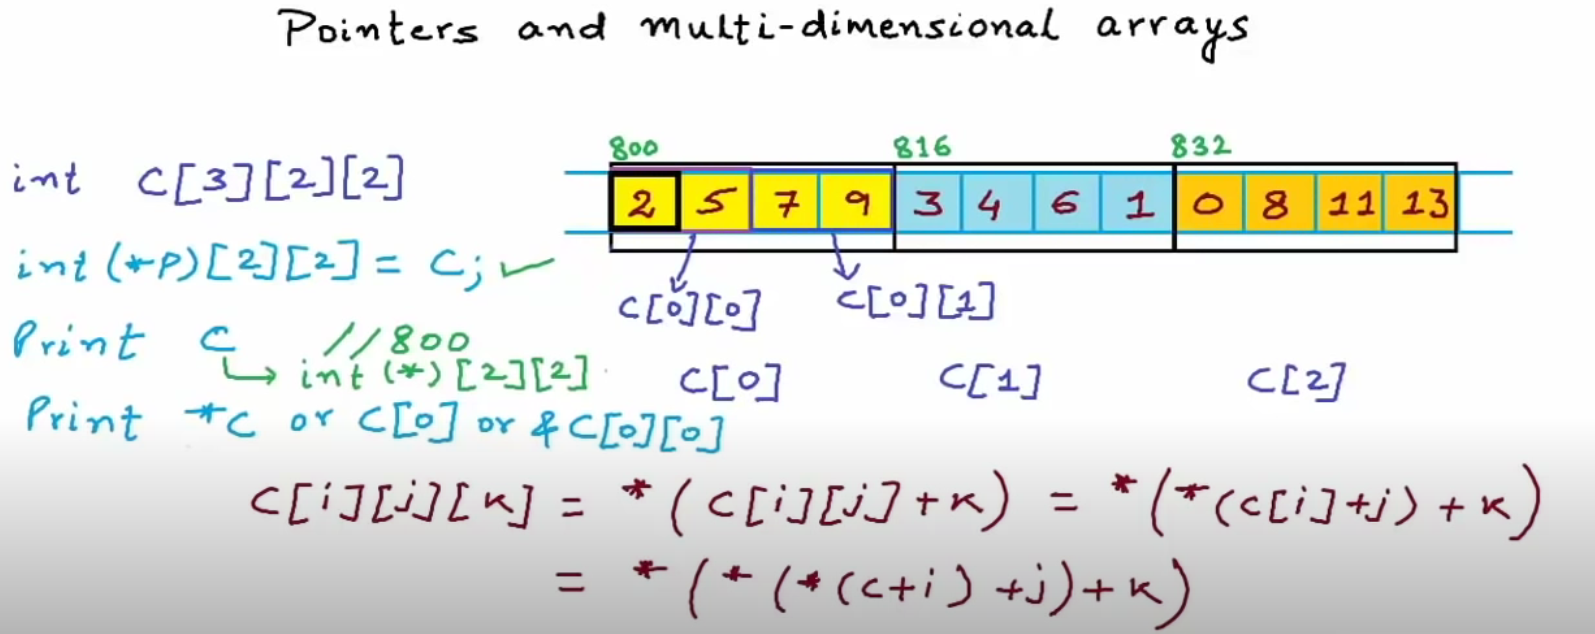 Pointers and multi-dimensional arrays
800 816 832
int C[3][2][2]
2 5 7 9 3 4 6 1 0 8 11 13
int (*P)[2][2] = C; ✓
C[0][0] C[0][1]
Print C //800
→ int (*)[2][2]
C[0] C[1] C[2]
Print *C or C[0] or &C[0][0]
C[i][j][k] = *(C[i][j]+k) = *(*(C[i]+j)+k)
= *(*(*(C+i)+j)+k)